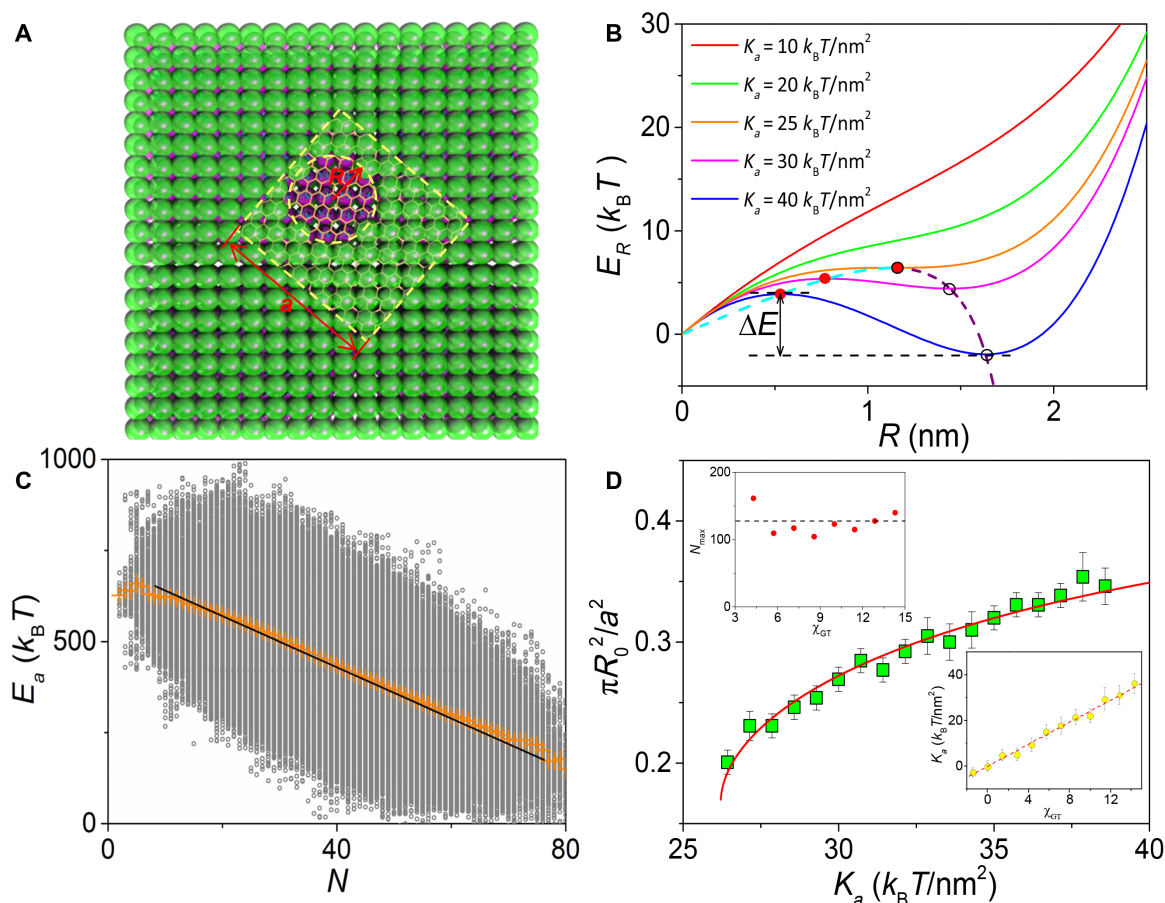 A
R
a
B
30
20
10
0
E_R (k_BT)
K_a = 10 k_BT/nm²
K_a = 20 k_BT/nm²
K_a = 25 k_BT/nm²
K_a = 30 k_BT/nm²
K_a = 40 k_BT/nm²
ΔE
0 1 2
R (nm)
C
1000
500
0
E_a (k_BT)
0 20 40 60 80
N
D
0.4
0.3
0.2
πR₀²/a²
25 30 35 40
K_a (k_BT/nm²)
200
100
0
N_max
3 6 9 12 15
χ_GT
40
20
0
K_a (k_BT/nm²)
0 4 8 12
χ_GT